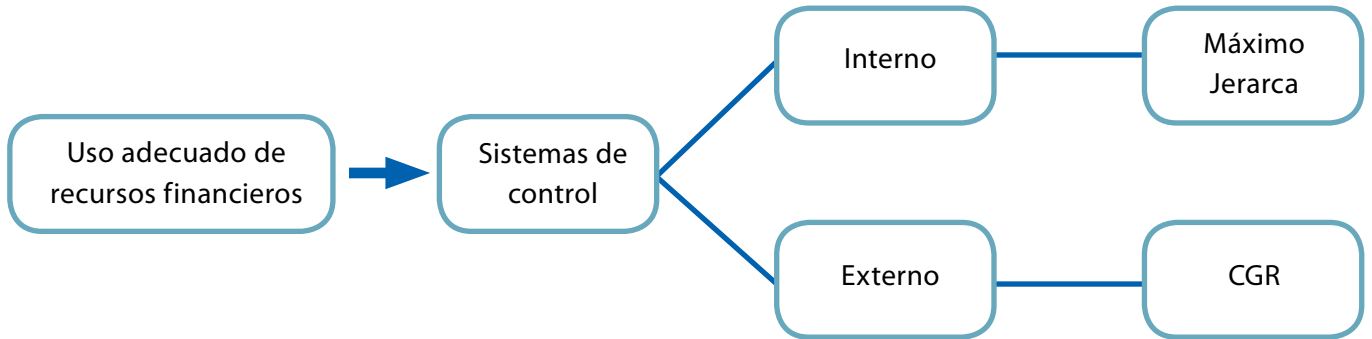 Uso adecuado de
recursos financieros
Sistemas de
control
Interno
Máximo
Jerarca
Externo
CGR